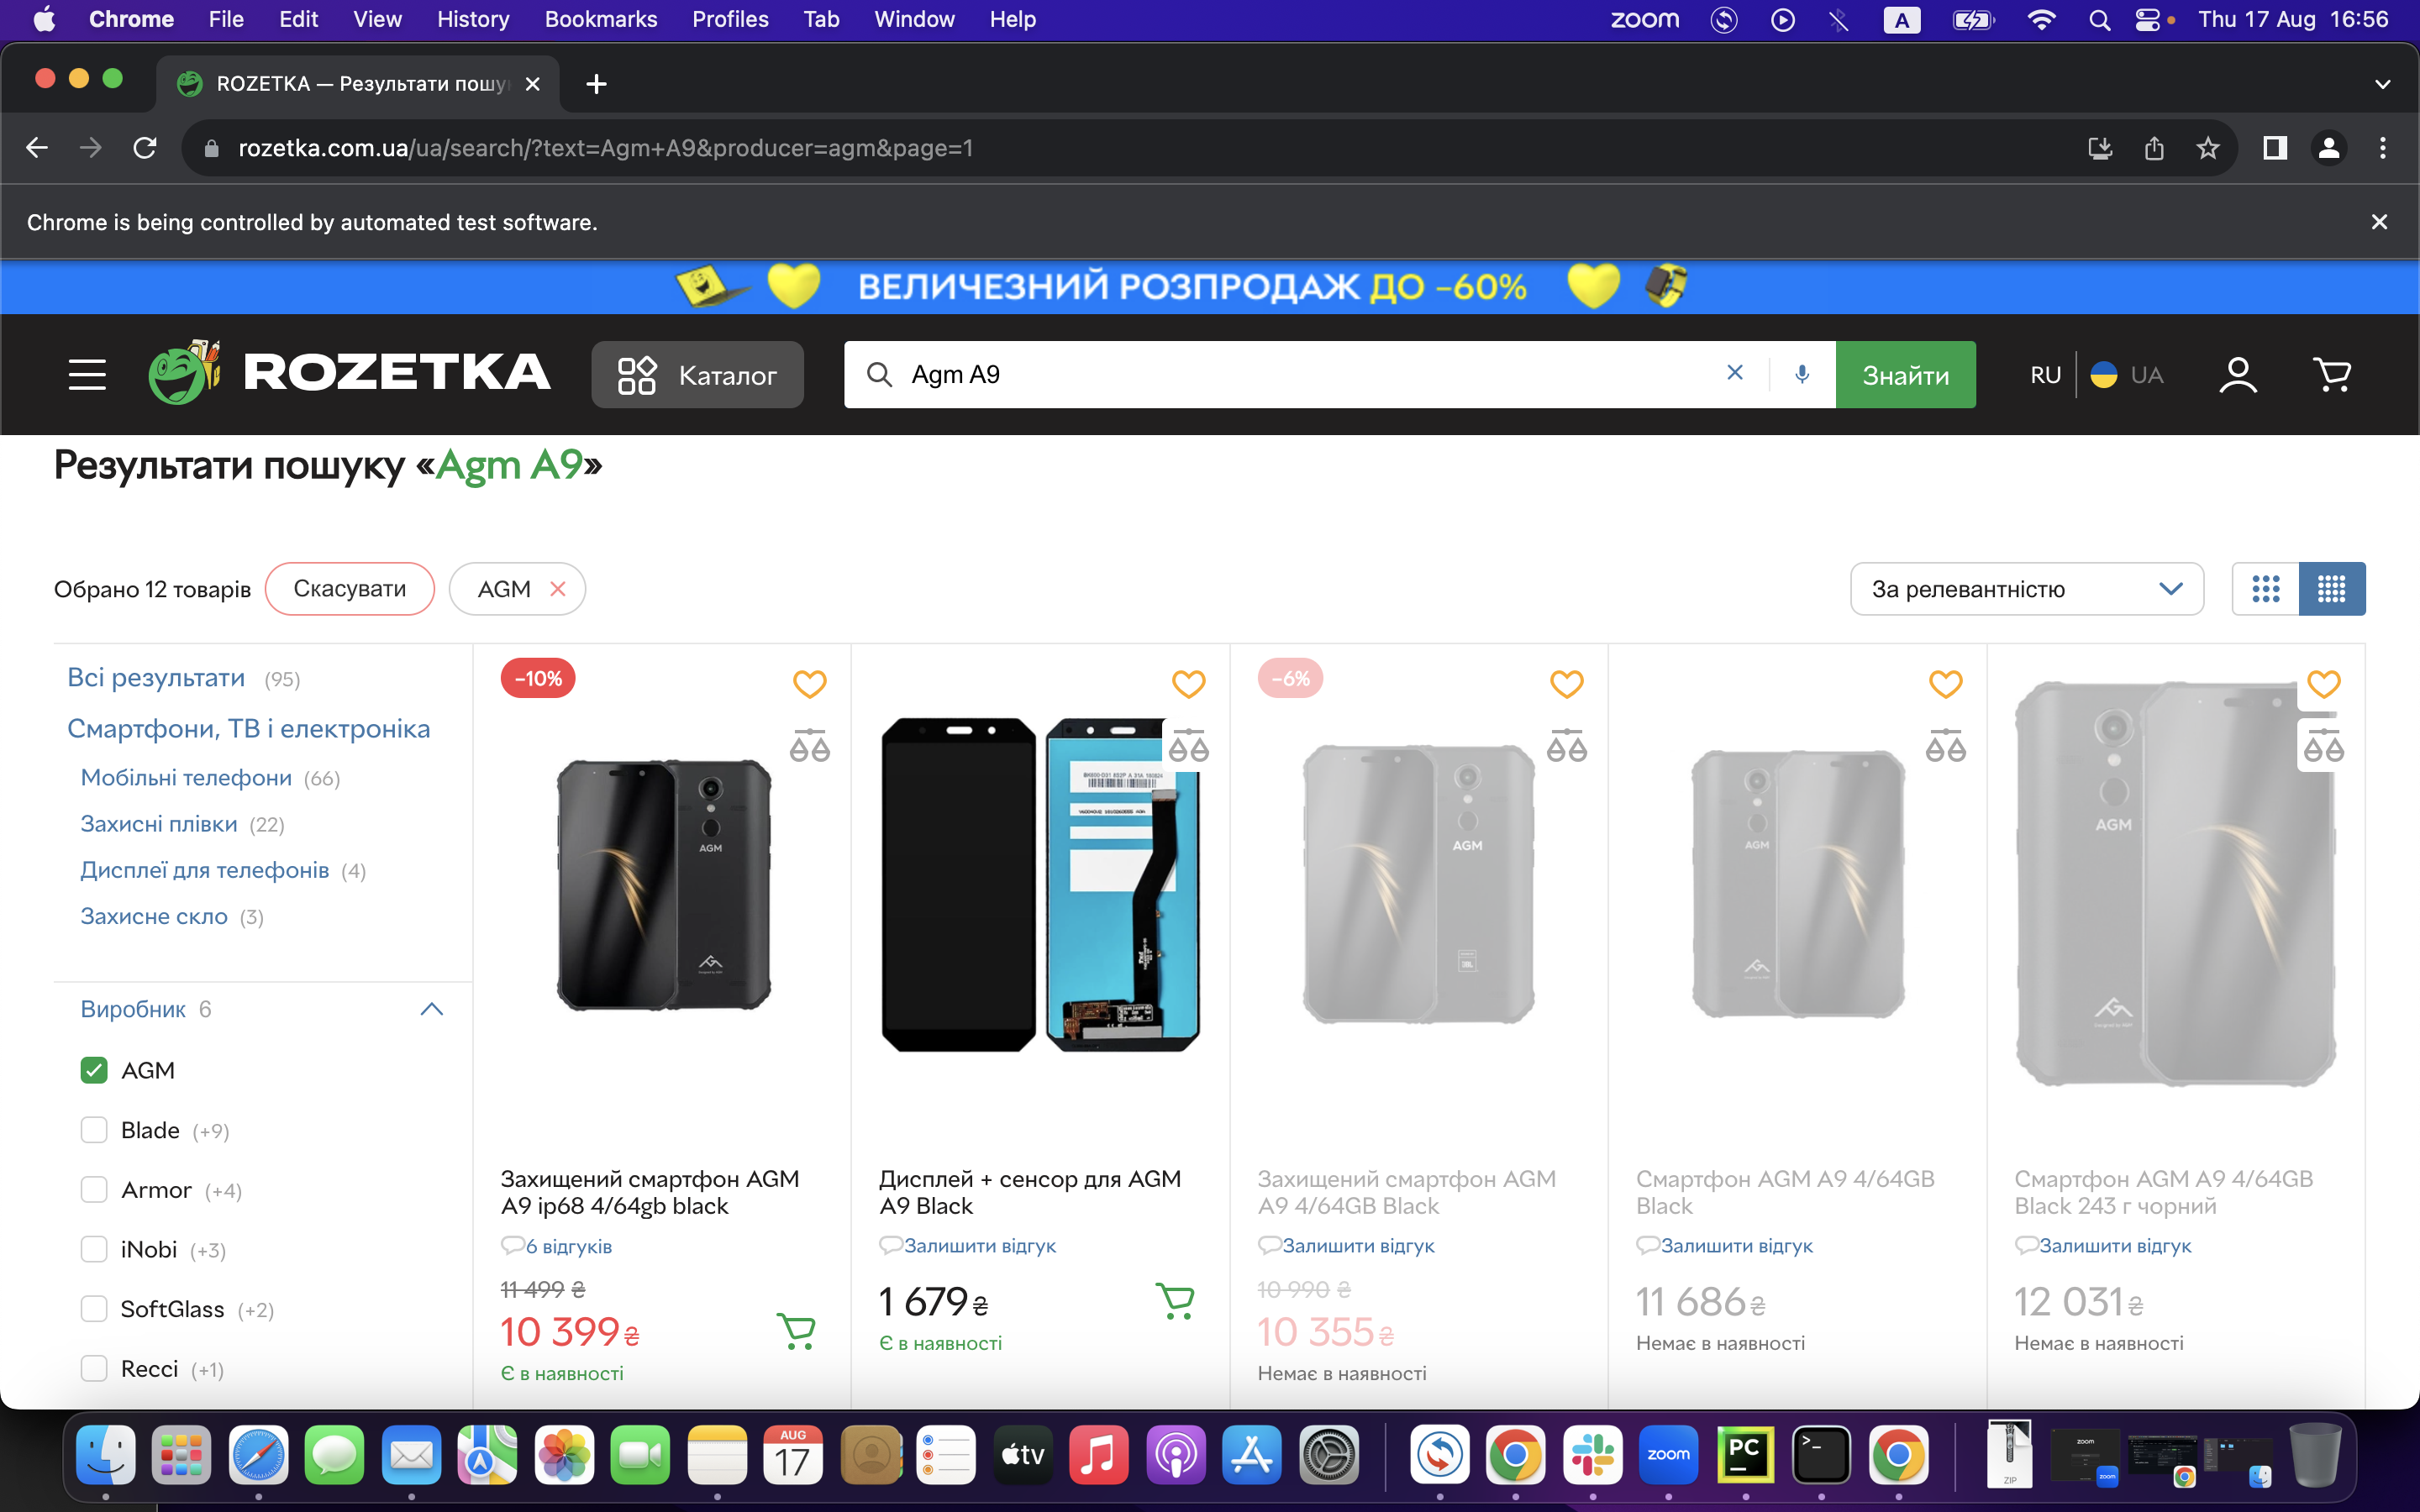 Chrome File Edit View History Bookmarks Profiles Tab Window Help
zoom A Thu 17 Aug 16:56
ROZETKA — Результати пошу
rozetka.com.ua/ua/search/?text=Agm+A9&producer=agm&page=1
Chrome is being controlled by automated test software.
ВЕЛИЧЕЗНИЙ РОЗПРОДАЖ ДО –60%
ROZETKA
Каталог
Agm A9
Знайти
RU UA
Результати пошуку «Agm A9»
Обрано 12 товарів
Скасувати
AGM
За релевантністю
Всі результати (95)
Смартфони, ТВ і електроніка
Мобільні телефони (66)
Захисні плівки (22)
Дисплеї для телефонів (4)
Захисне скло (3)
Виробник 6
AGM
Blade (+9)
Armor (+4)
iNobi (+3)
SoftGlass (+2)
Recci (+1)
–10%
AGM
Захищений смартфон AGM
A9 ip68 4/64gb black
6 відгуків
11 499 ₴
10 399 ₴
Є в наявності
Дисплей + сенсор для AGM
A9 Black
Залишити відгук
1 679 ₴
Є в наявності
–6%
AGM
JBL
Захищений смартфон AGM
A9 4/64GB Black
Залишити відгук
10 990 ₴
10 355 ₴
Немає в наявності
AGM
Смартфон AGM A9 4/64GB
Black
Залишити відгук
11 686 ₴
Немає в наявності
AGM
Смартфон AGM A9 4/64GB
Black 243 г чорний
Залишити відгук
12 031 ₴
Немає в наявності
AUG
17
tv
zoom
PC
>_
ZIP
zoom
zoom